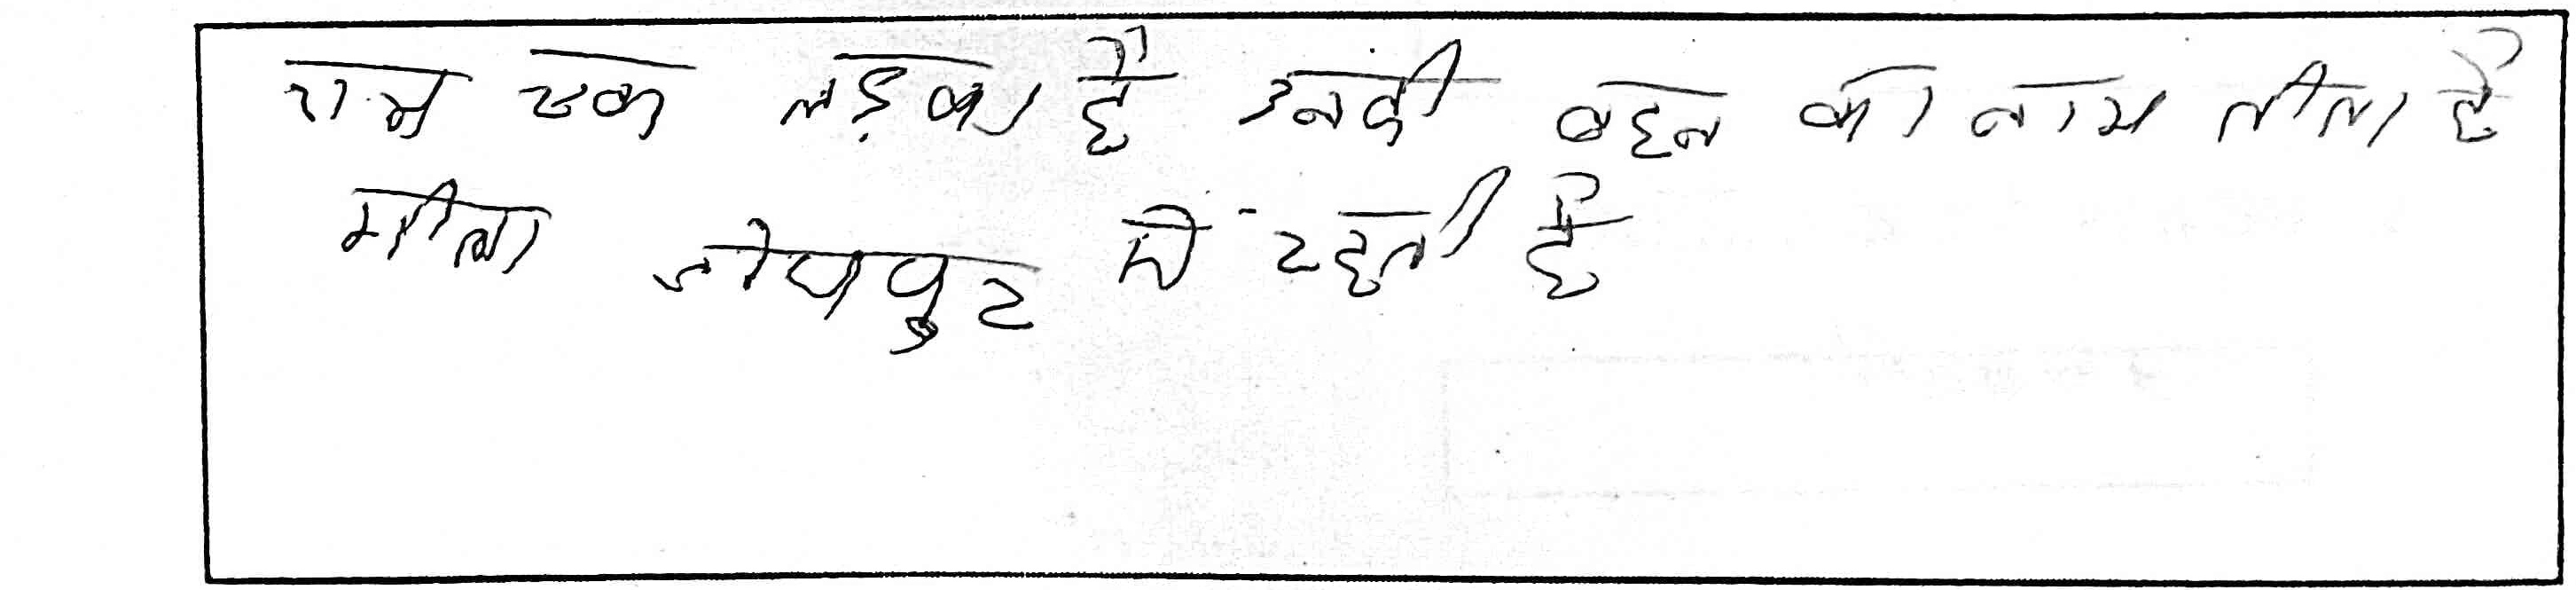 राम एक लड़का है उनकी बहन का नाम लीला है
गीता जोधपुर में रहती है